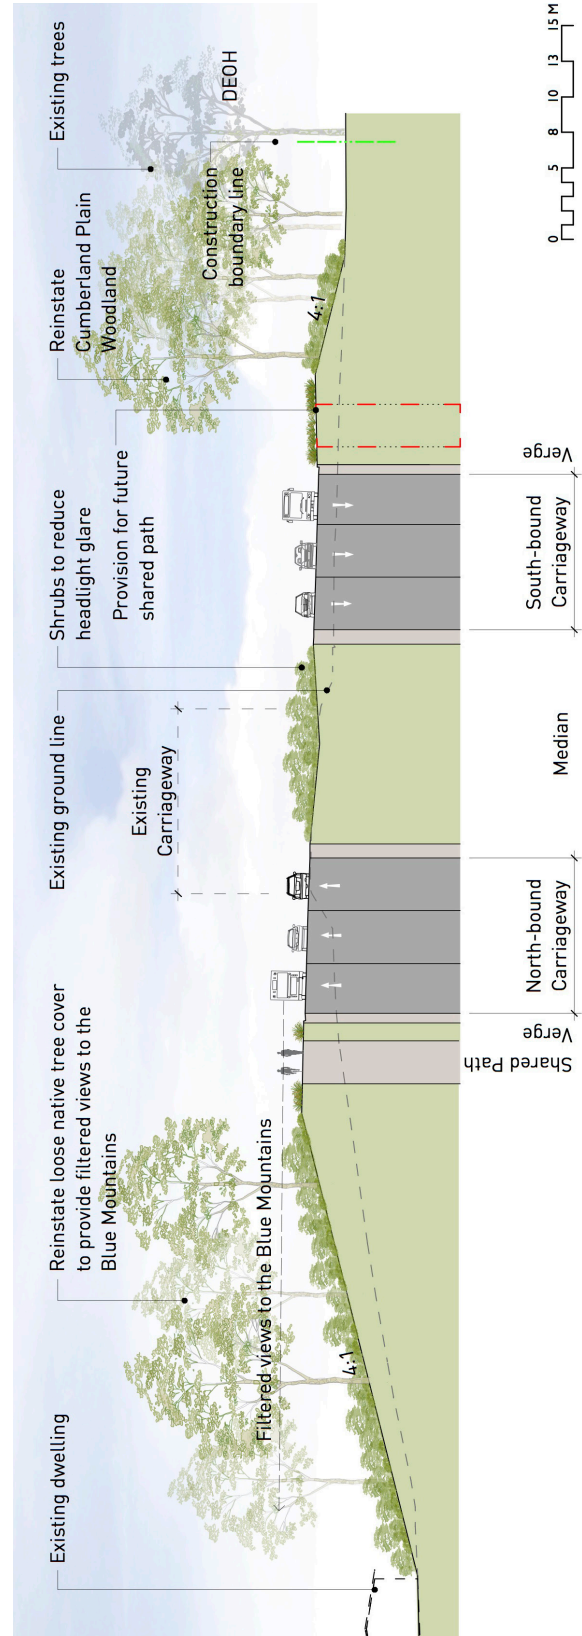 Existing dwelling
Reinstate loose native tree cover
to provide filtered views to the
Blue Mountains
Existing ground line
Shrubs to reduce
headlight glare
Reinstate
Cumberland Plain
Woodland
Existing trees
Existing
Carriageway
Provision for future
shared path
Construction
boundary line
DEOH
Filtered views to the Blue Mountains
4:1
4:1
Shared Path
Verge
North-bound
Carriageway
Median
South-bound
Carriageway
Verge
0
5
8
10
13
15 M